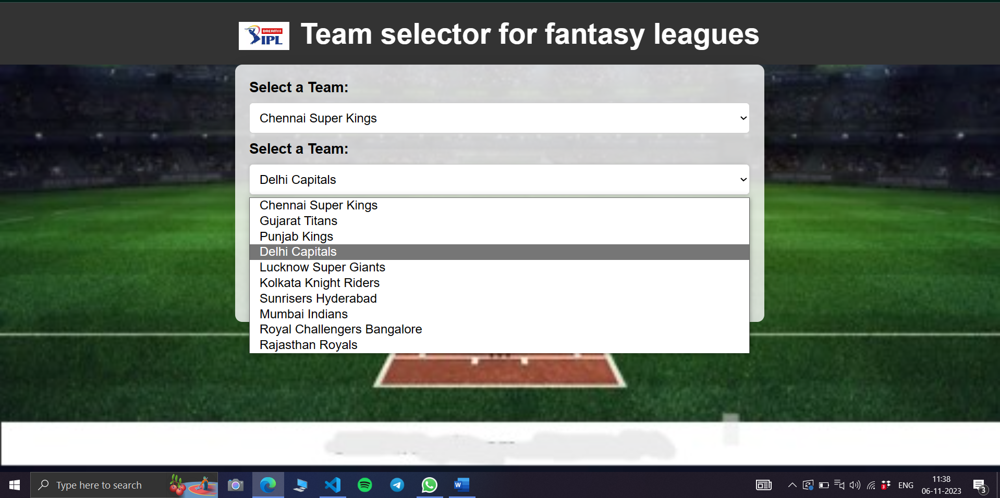 DREAM11
IPL
Team selector for fantasy leagues
Select a Team:
Chennai Super Kings
Select a Team:
Delhi Capitals
Chennai Super Kings
Gujarat Titans
Punjab Kings
Delhi Capitals
Lucknow Super Giants
Kolkata Knight Riders
Sunrisers Hyderabad
Mumbai Indians
Royal Challengers Bangalore
Rajasthan Royals
Type here to search
W
3
ENG
11:38
06-11-2023
3